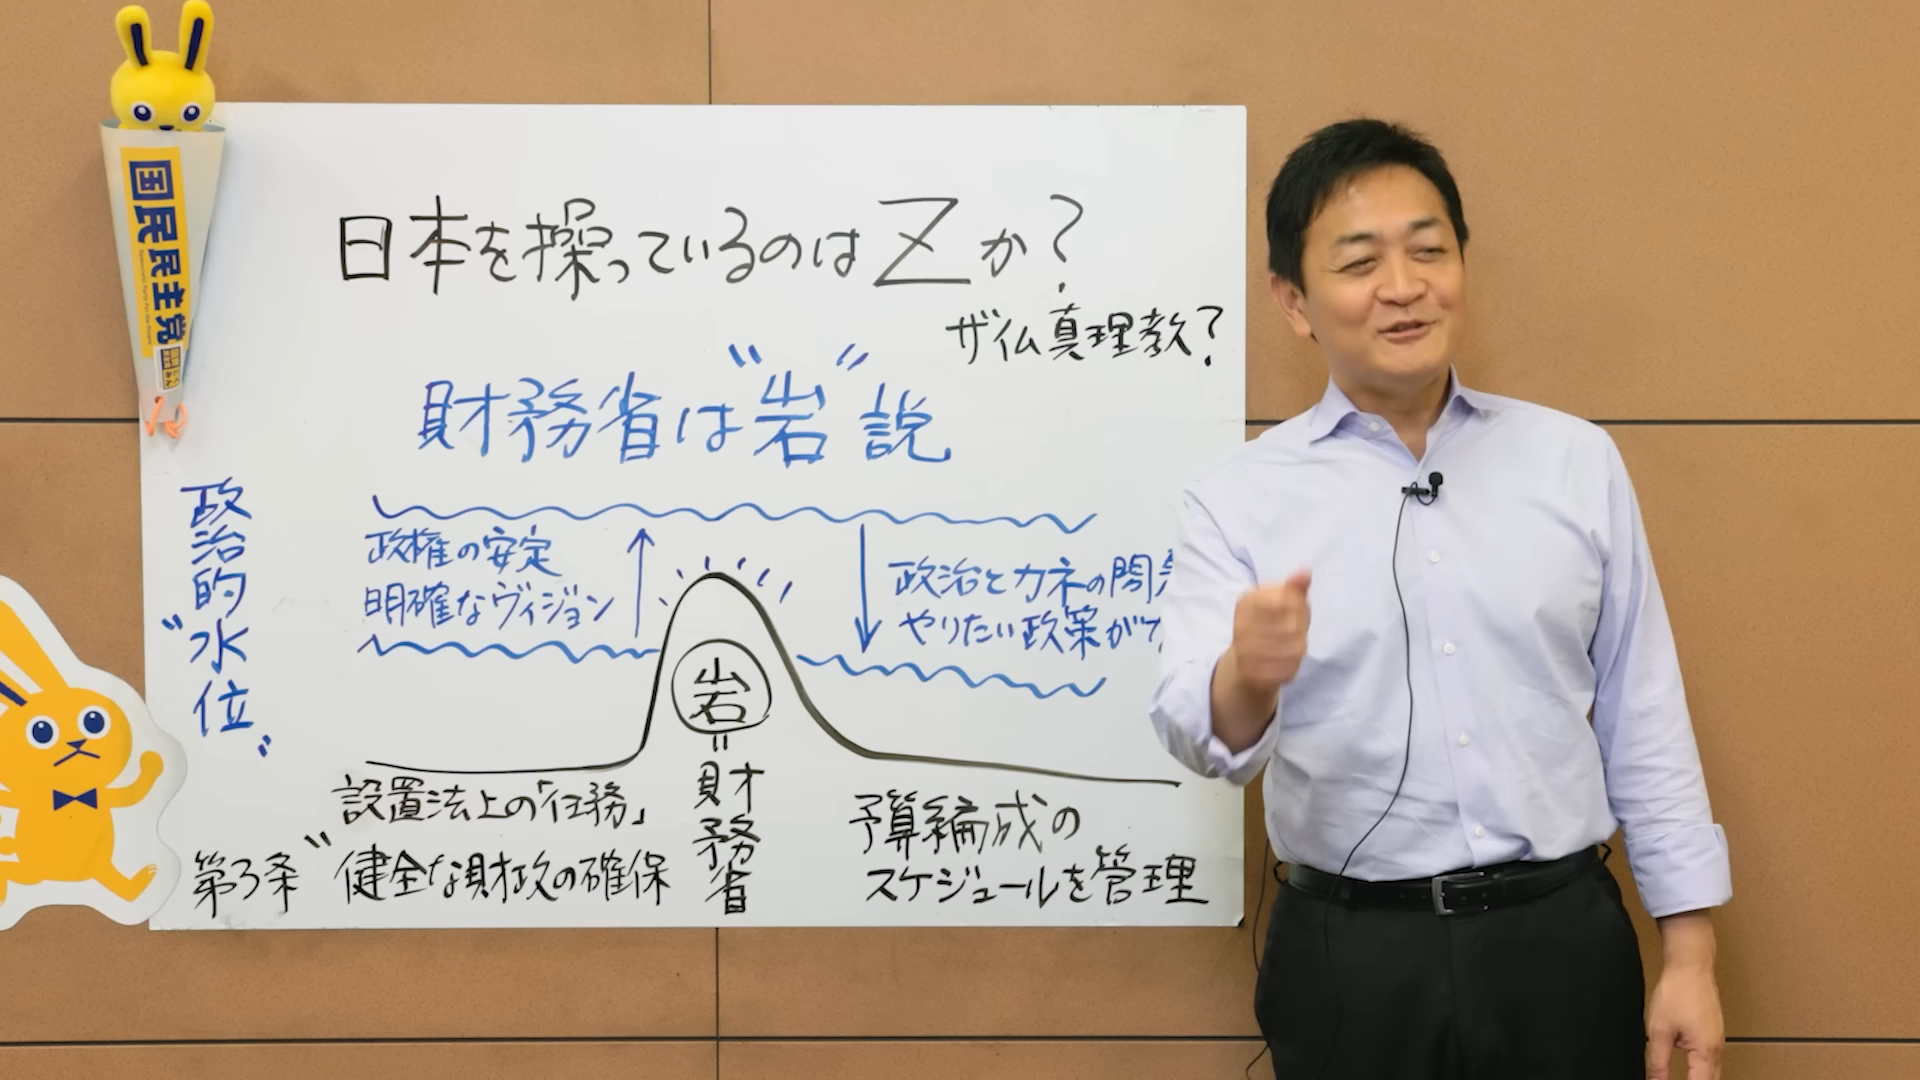 国民民主党
日本を操っているのはZか?
ザイム真理教?
財務省は"岩"説
政治的"水位"
政権の安定
明確なヴィジョン
政治とカネの問
やりたい政策が
岩
=
財務省
設置法上の「任務」
第3条 "健全な財政の確保
予算編成の
スケジュールを管理